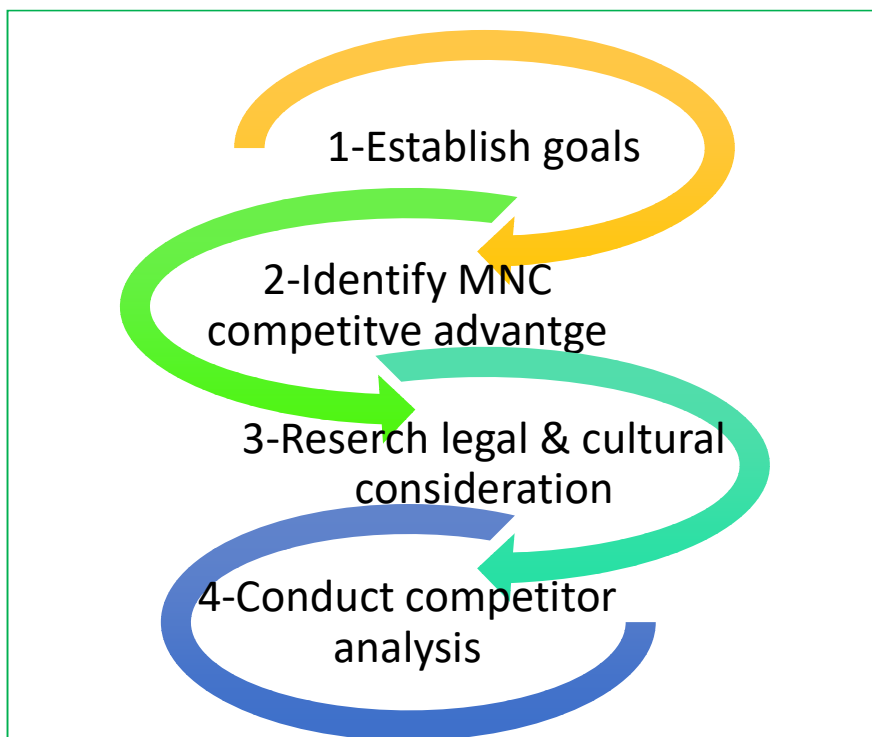 1-Establish goals
2-Identify MNC
competitve advantge
3-Reserch legal & cultural
consideration
4-Conduct competitor
analysis